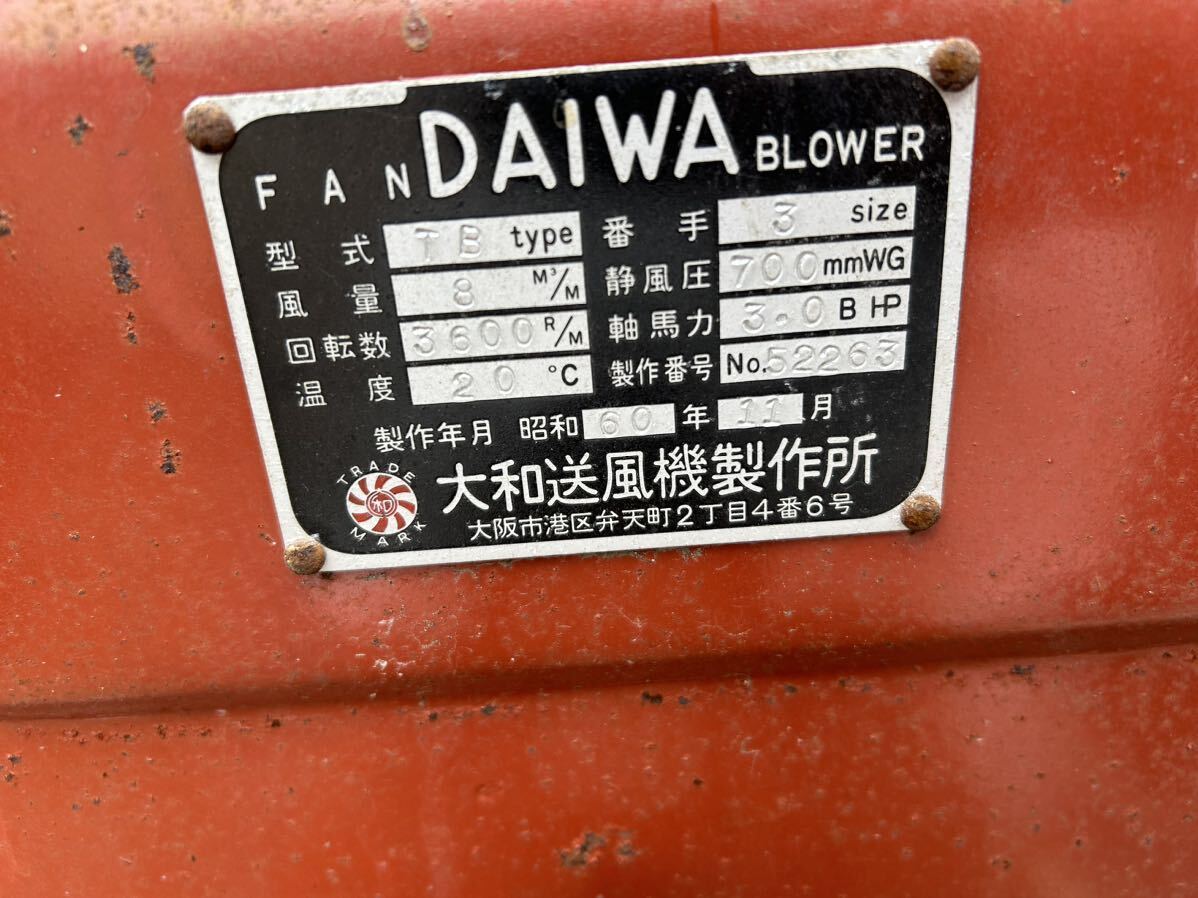 FAN DAIWA BLOWER
型式 TB type 番手 3 size
風量 8 M³/M 静風圧 700 mmWG
回転数 3600 R/M 軸馬力 3.0 BHP
温度 20 °C 製作番号 No.52263
製作年月 昭和 60 年 11 月
TRADE MARK 和 大和送風機製作所
大阪市港区弁天町2丁目4番6号